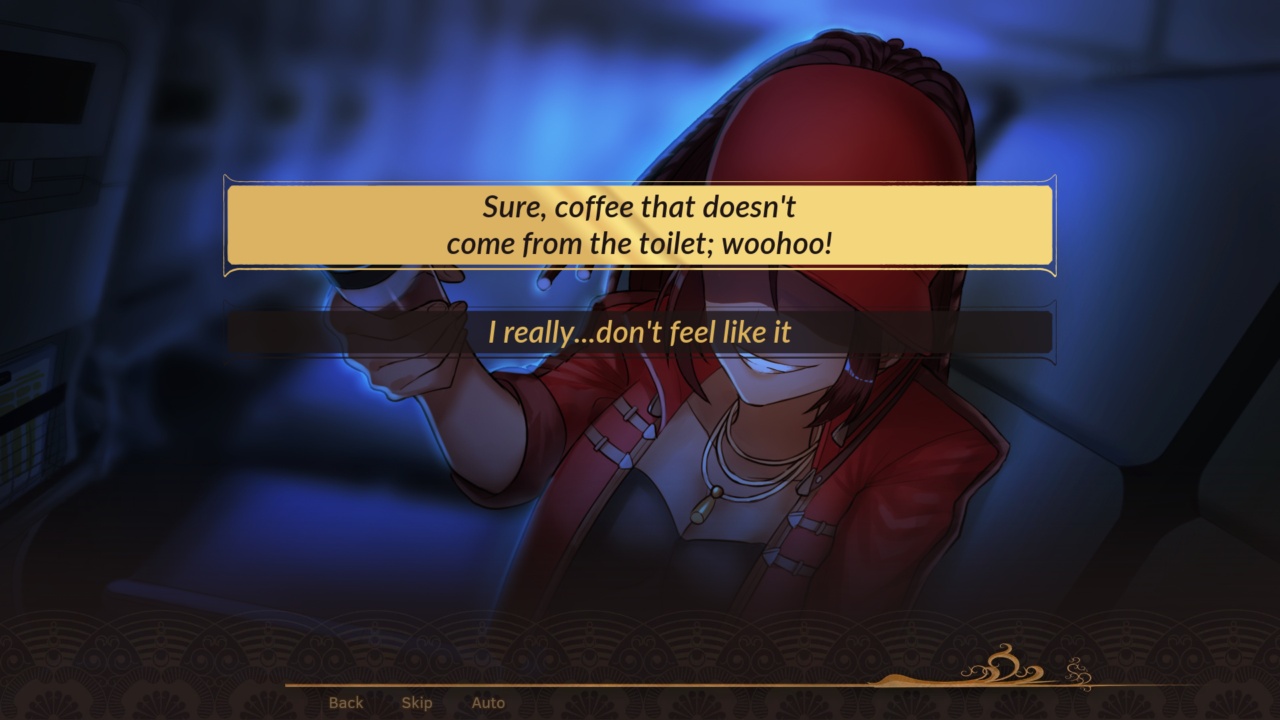 Sure, coffee that doesn't
come from the toilet; woohoo!
I really...don't feel like it
Back Skip Auto